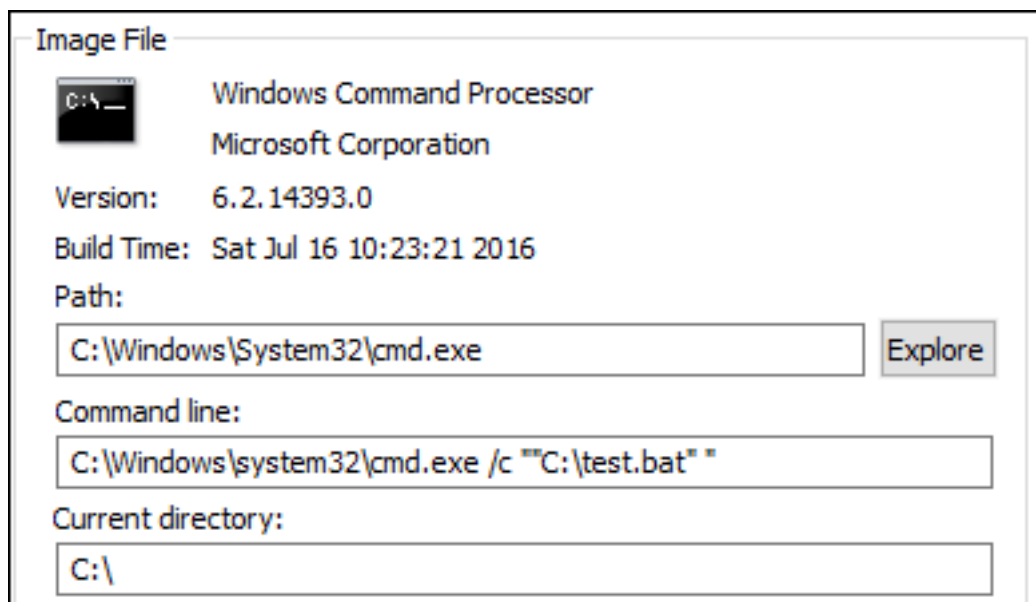 Image File
C:\
Windows Command Processor
Microsoft Corporation
Version: 6.2.14393.0
Build Time: Sat Jul 16 10:23:21 2016
Path:
C:\Windows\System32\cmd.exe Explore
Command line:
C:\Windows\system32\cmd.exe /c ""C:\test.bat" "
Current directory:
C:\